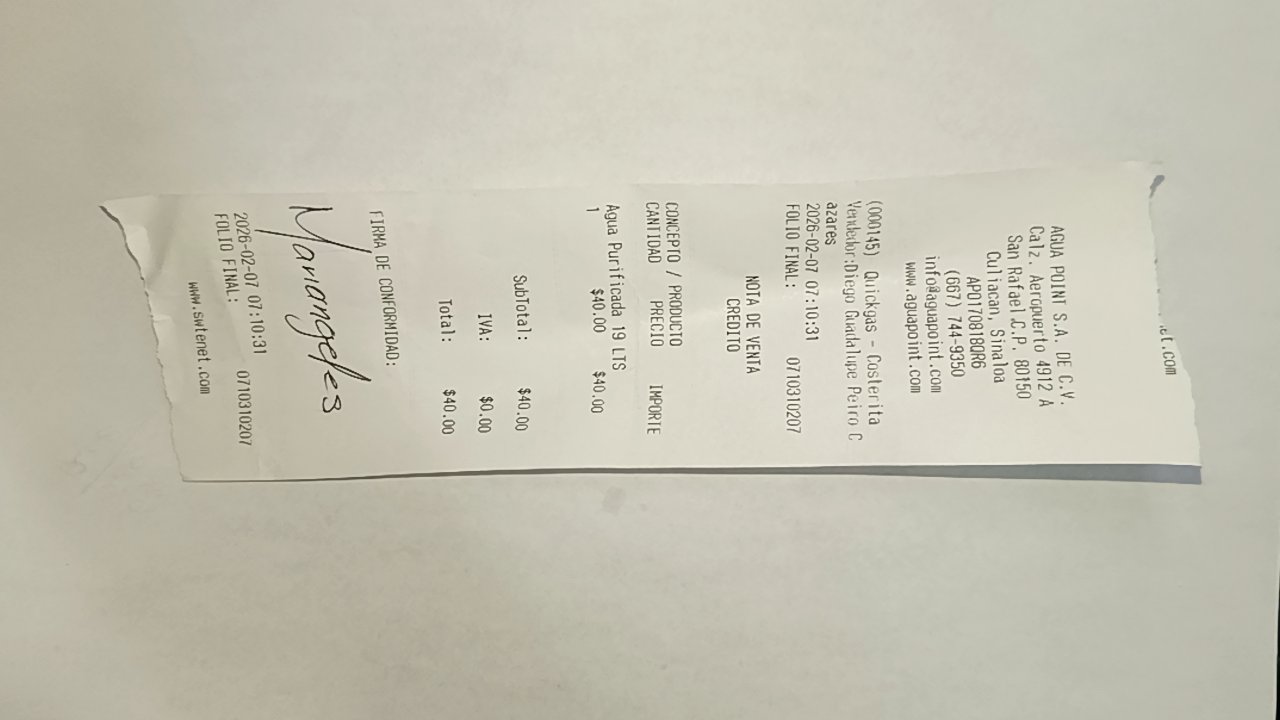 et.com
AGUA POINT S.A. DE C.V.
Calz. Aeropuerto 4912 A
San Rafael C.P. 80150
Culiacan, Sinaloa
APO170818QR6
(667) 744-9350
info@aguapoint.com
www.aguapoint.com
(000145) Quickgas - Costerita
Vendedor:Diego Guadalupe Peiro C
azares
2026-02-07 07:10:31
FOLIO FINAL: 0710310207
NOTA DE VENTA
CREDITO
CONCEPTO / PRODUCTO
CANTIDAD PRECIO IMPORTE
Agua Purificada 19 LTS
1 $40.00 $40.00
SubTotal: $40.00
IVA: $0.00
Total: $40.00
FIRMA DE CONFORMIDAD:
Mariangeles
2026-02-07 07:10:31
FOLIO FINAL: 0710310207
www.swtenet.com